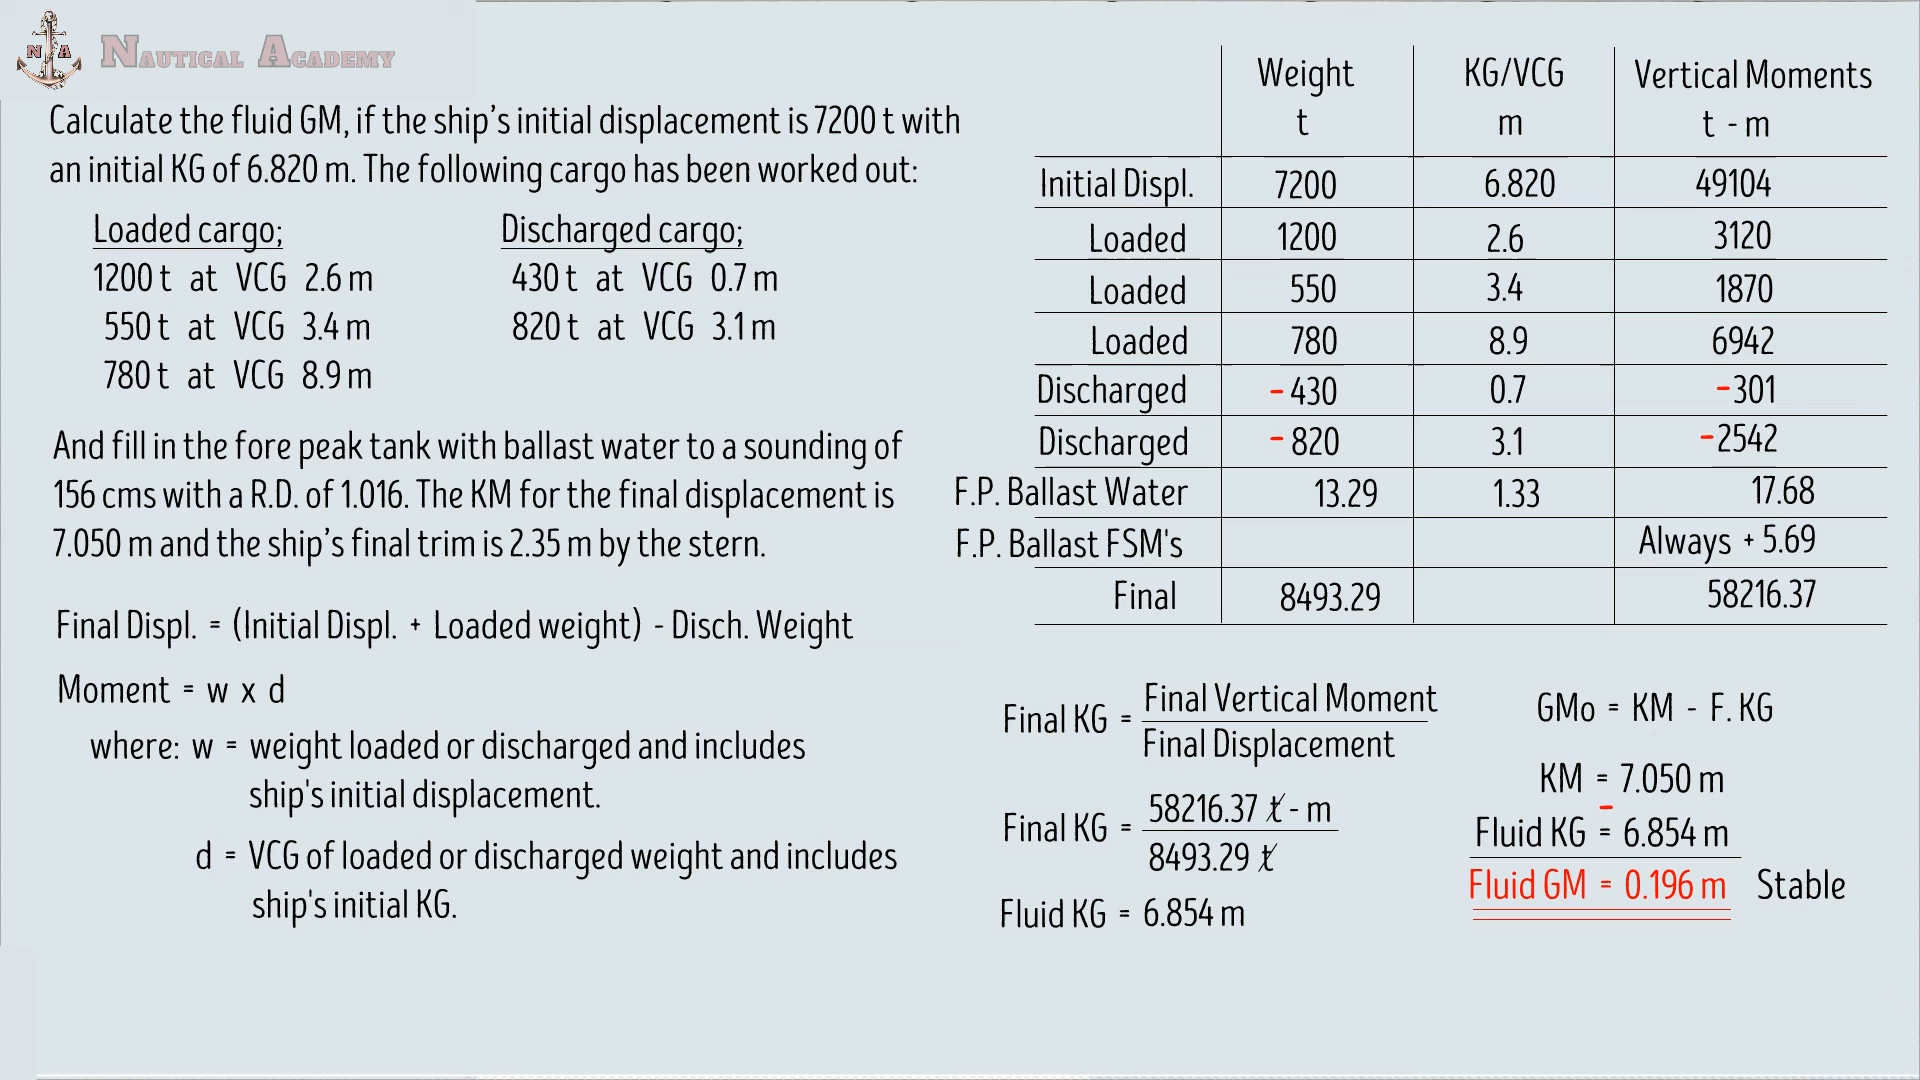 N A NAUTICAL ACADEMY
Calculate the fluid GM, if the ship's initial displacement is 7200 t with
an initial KG of 6.820 m. The following cargo has been worked out:
Loaded cargo; Discharged cargo;
1200 t at VCG 2.6 m 430 t at VCG 0.7 m
550 t at VCG 3.4 m 820 t at VCG 3.1 m
780 t at VCG 8.9 m
And fill in the fore peak tank with ballast water to a sounding of
156 cms with a R.D. of 1.016. The KM for the final displacement is
7.050 m and the ship's final trim is 2.35 m by the stern.
Final Displ. = (Initial Displ. + Loaded weight) - Disch. Weight
Moment = w x d
where: w = weight loaded or discharged and includes
ship's initial displacement.
d = VCG of loaded or discharged weight and includes
ship's initial KG.
Weight KG/VCG Vertical Moments
t m t - m
Initial Displ. 7200 6.820 49104
Loaded 1200 2.6 3120
Loaded 550 3.4 1870
Loaded 780 8.9 6942
Discharged -430 0.7 -301
Discharged -820 3.1 -2542
F.P. Ballast Water 13.29 1.33 17.68
F.P. Ballast FSM's Always + 5.69
Final 8493.29 58216.37
Final KG = Final Vertical Moment
Final Displacement
Final KG = 58216.37 t - m
8493.29 t
Fluid KG = 6.854 m
GMo = KM - F. KG
KM = 7.050 m
-
Fluid KG = 6.854 m
Fluid GM = 0.196 m Stable